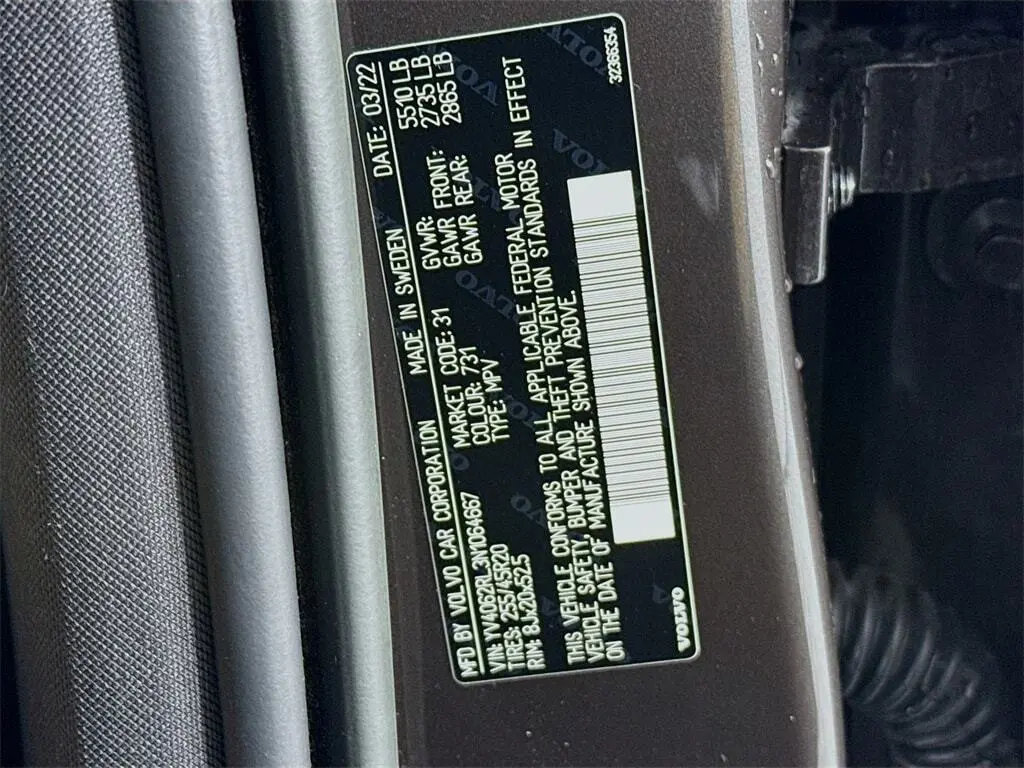 MFD BY VOLVO CAR CORPORATION MADE IN SWEDEN DATE: 03/22
VIN: YV4062RL3N1064667 MARKET CODE: 31 GVWR: 5510 LB
TIRES: 255/45R20 COLOUR: 731 GAWR FRONT: 2735 LB
RIM: 8Jx20x52.5 TYPE: MPV GAWR REAR: 2865 LB
THIS VEHICLE CONFORMS TO ALL APPLICABLE FEDERAL MOTOR
VEHICLE SAFETY, BUMPER AND THEFT PREVENTION STANDARDS IN EFFECT
ON THE DATE OF MANUFACTURE SHOWN ABOVE.
VOLVO 32366354